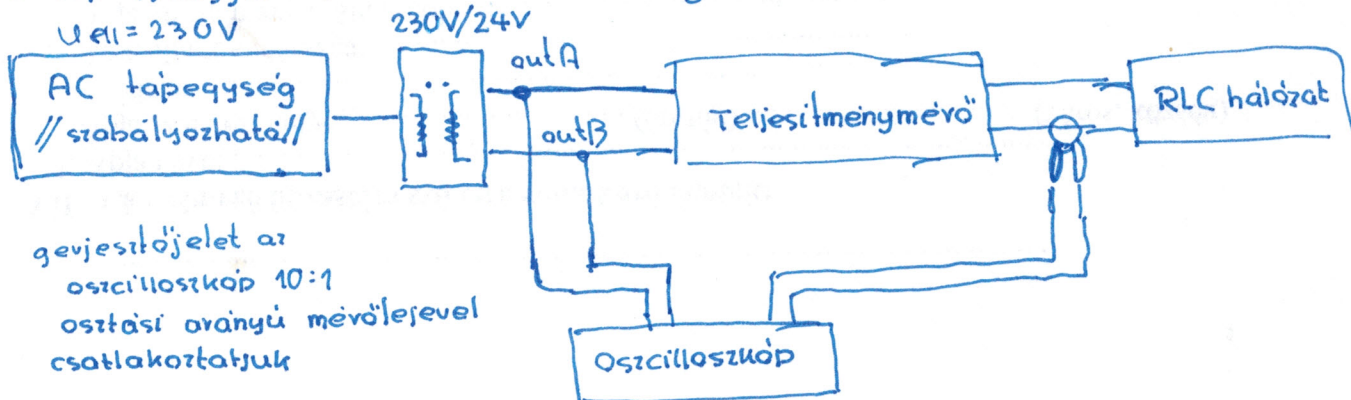 U eff = 230V
230V/24V
AC tápegység
//szabályozható//
outA
outB
Teljesítménymérő
RLC hálózat
gerjesztőjelet az
oszcilloszkóp 10:1
osztási arányú mérőfejével
csatlakoztatjuk
Oszcilloszkóp